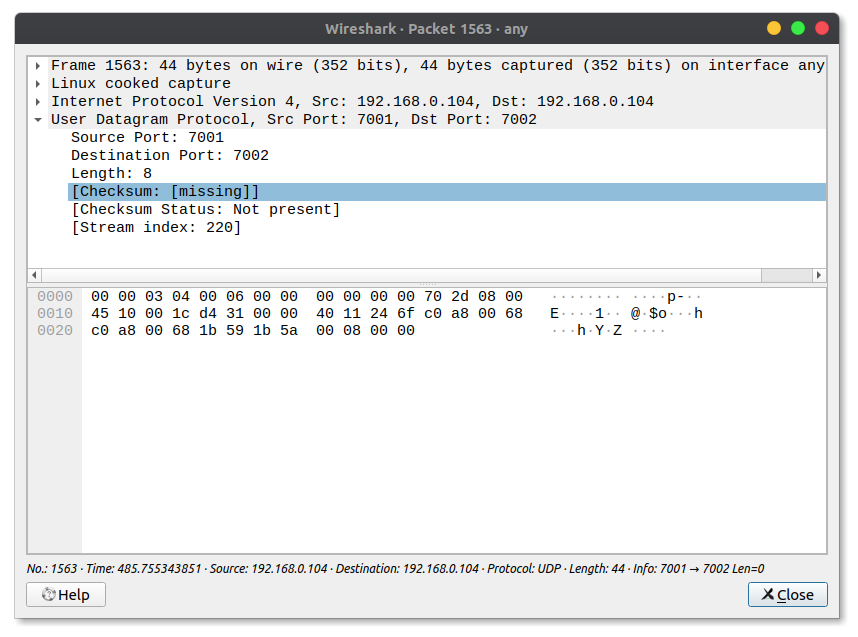 Wireshark · Packet 1563 · any
Frame 1563: 44 bytes on wire (352 bits), 44 bytes captured (352 bits) on interface any
Linux cooked capture
Internet Protocol Version 4, Src: 192.168.0.104, Dst: 192.168.0.104
User Datagram Protocol, Src Port: 7001, Dst Port: 7002
Source Port: 7001
Destination Port: 7002
Length: 8
[Checksum: [missing]]
[Checksum Status: Not present]
[Stream index: 220]
0000 00 00 03 04 00 06 00 00 00 00 00 00 70 2d 08 00 ········ ····p-··
0010 45 10 00 1c d4 31 00 00 40 11 24 6f c0 a8 00 68 E····1·· @·$o···h
0020 c0 a8 00 68 1b 59 1b 5a 00 08 00 00 ···h·Y·Z ····
No.: 1563 · Time: 485.755343851 · Source: 192.168.0.104 · Destination: 192.168.0.104 · Protocol: UDP · Length: 44 · Info: 7001 → 7002 Len=0
Help
Close